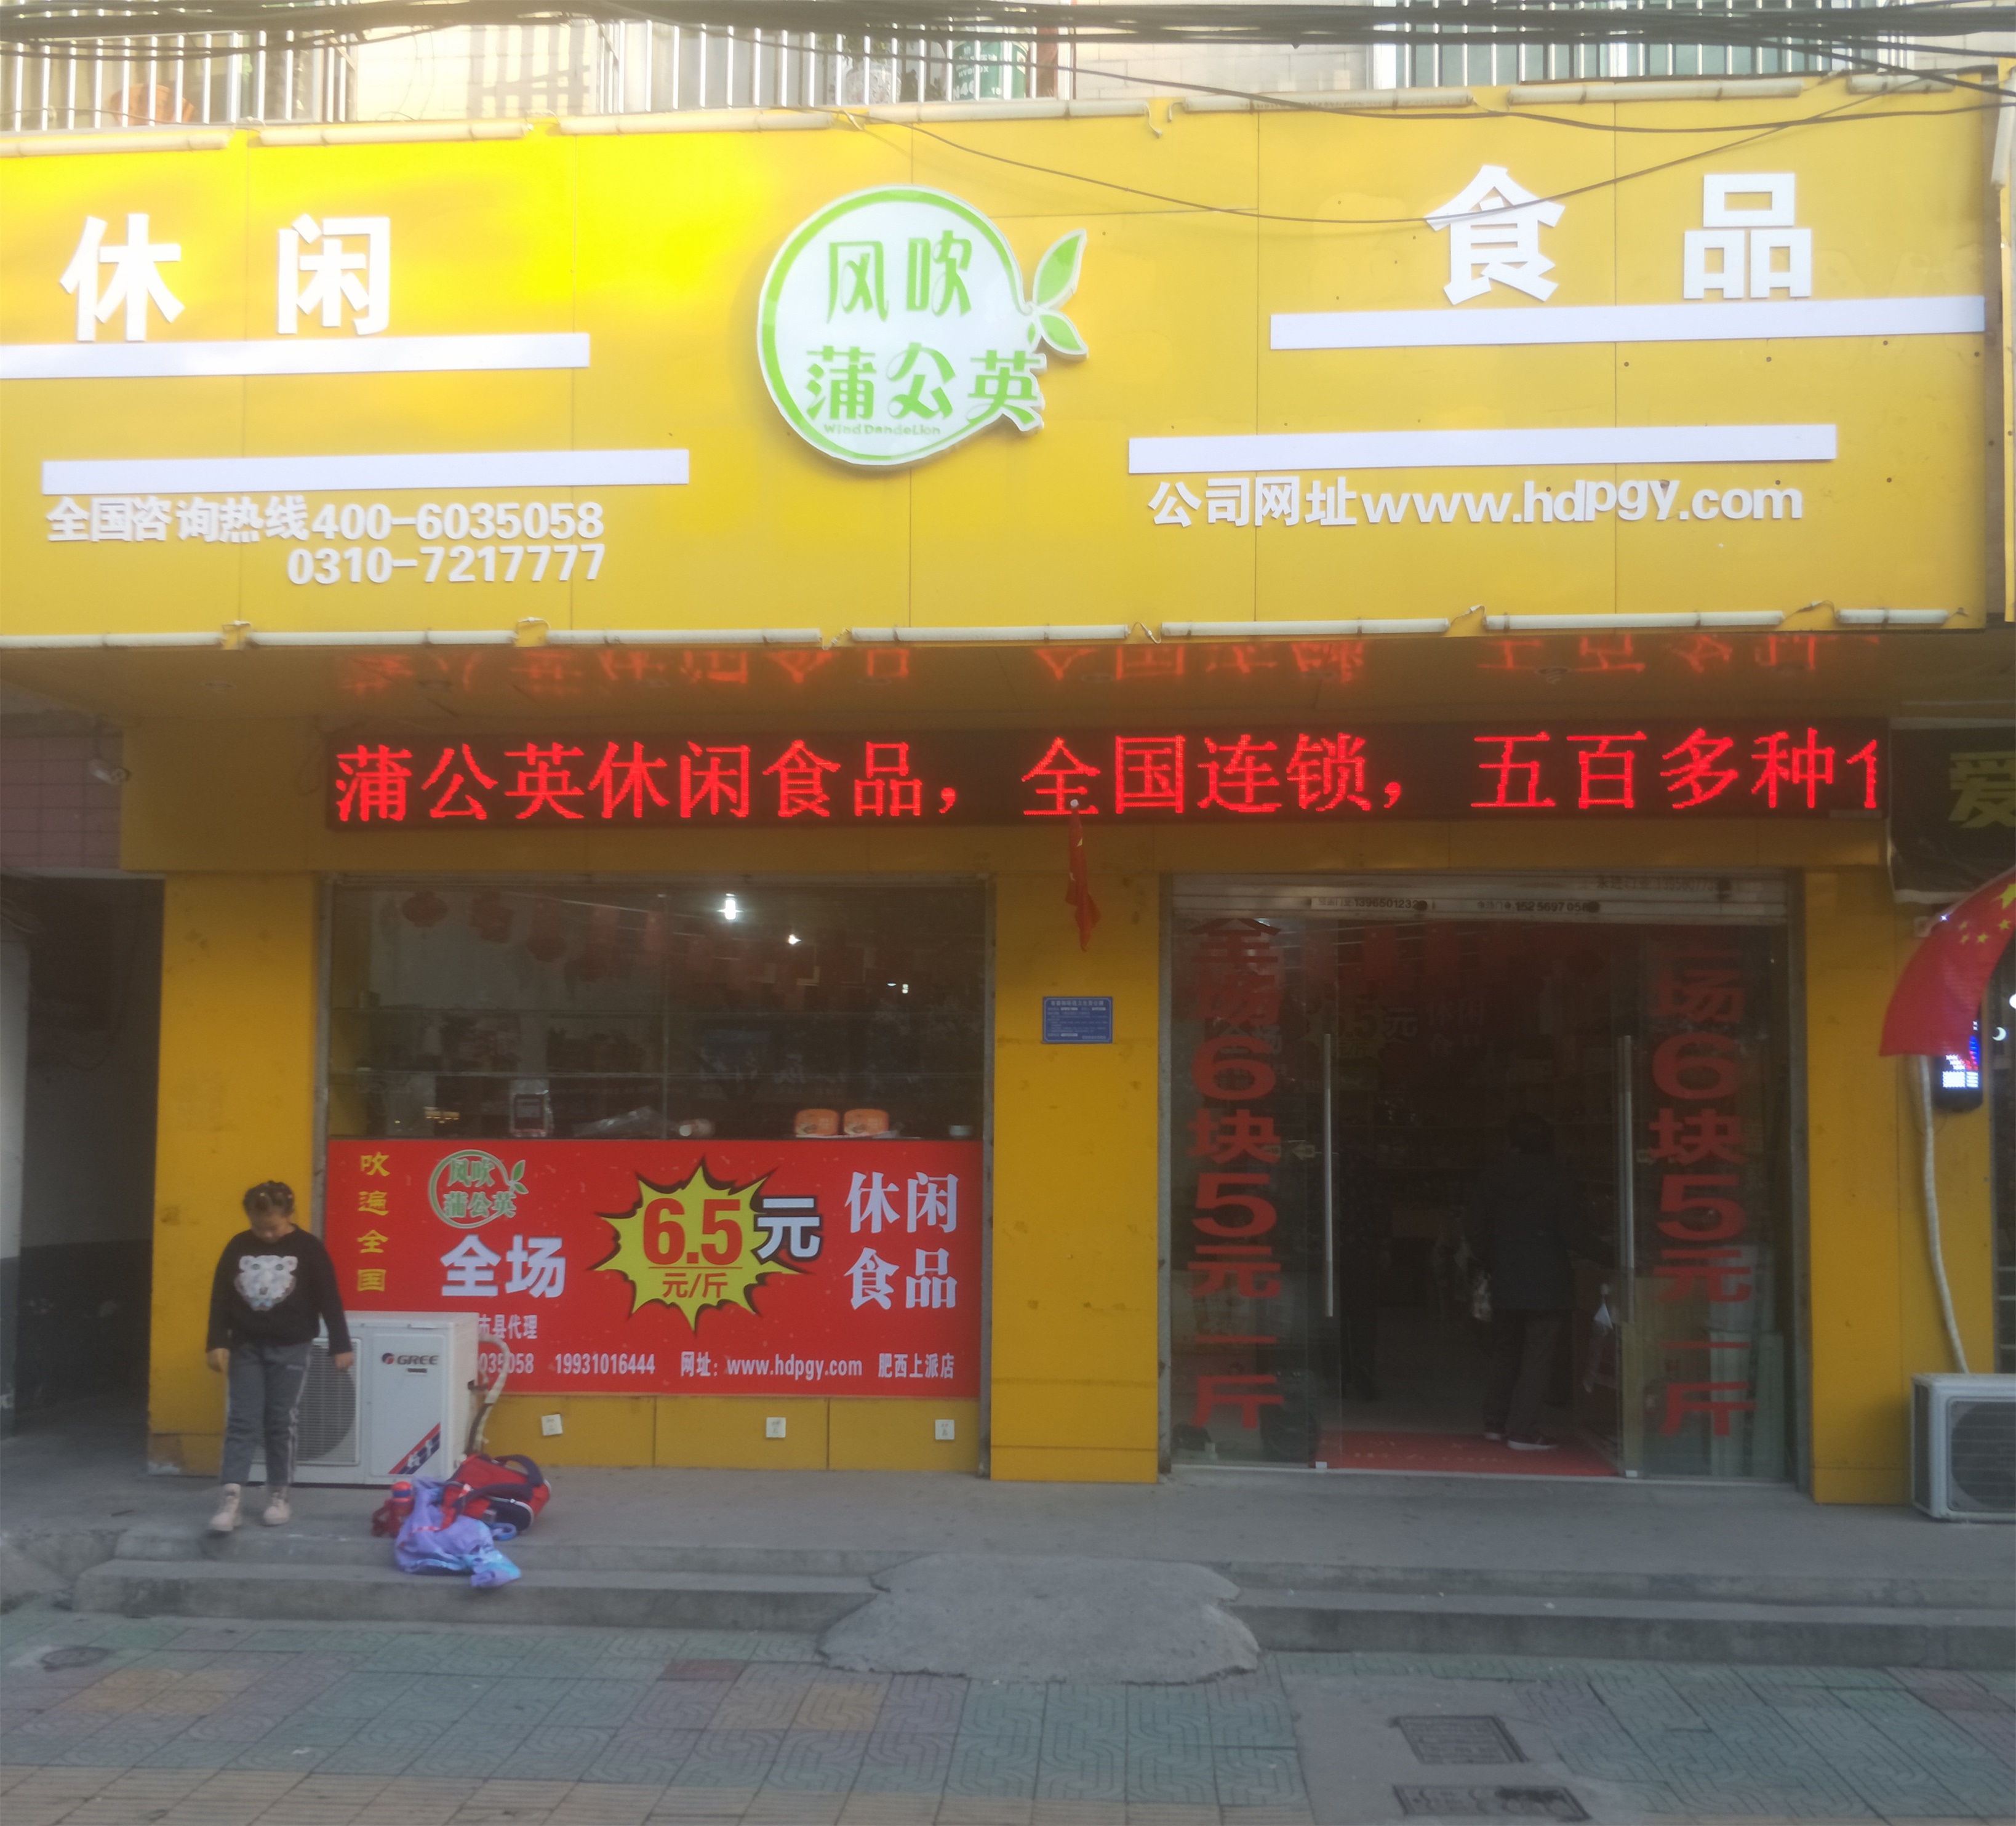 休闲
风吹
蒲公英
Wind Dandelion
食品
全国咨询热线400-6035058
0310-7217777
公司网址www.hdpgy.com
蒲公英休闲食品，全国连锁，五百多种
爱
吹遍全国
风吹
蒲公英
全场
6.5元
元/斤
休闲
食品
市县代理
035058 19931016444 网址：www.hdpgy.com 肥西上派店
GREE
全场6块5元一斤
全场6块5元一斤